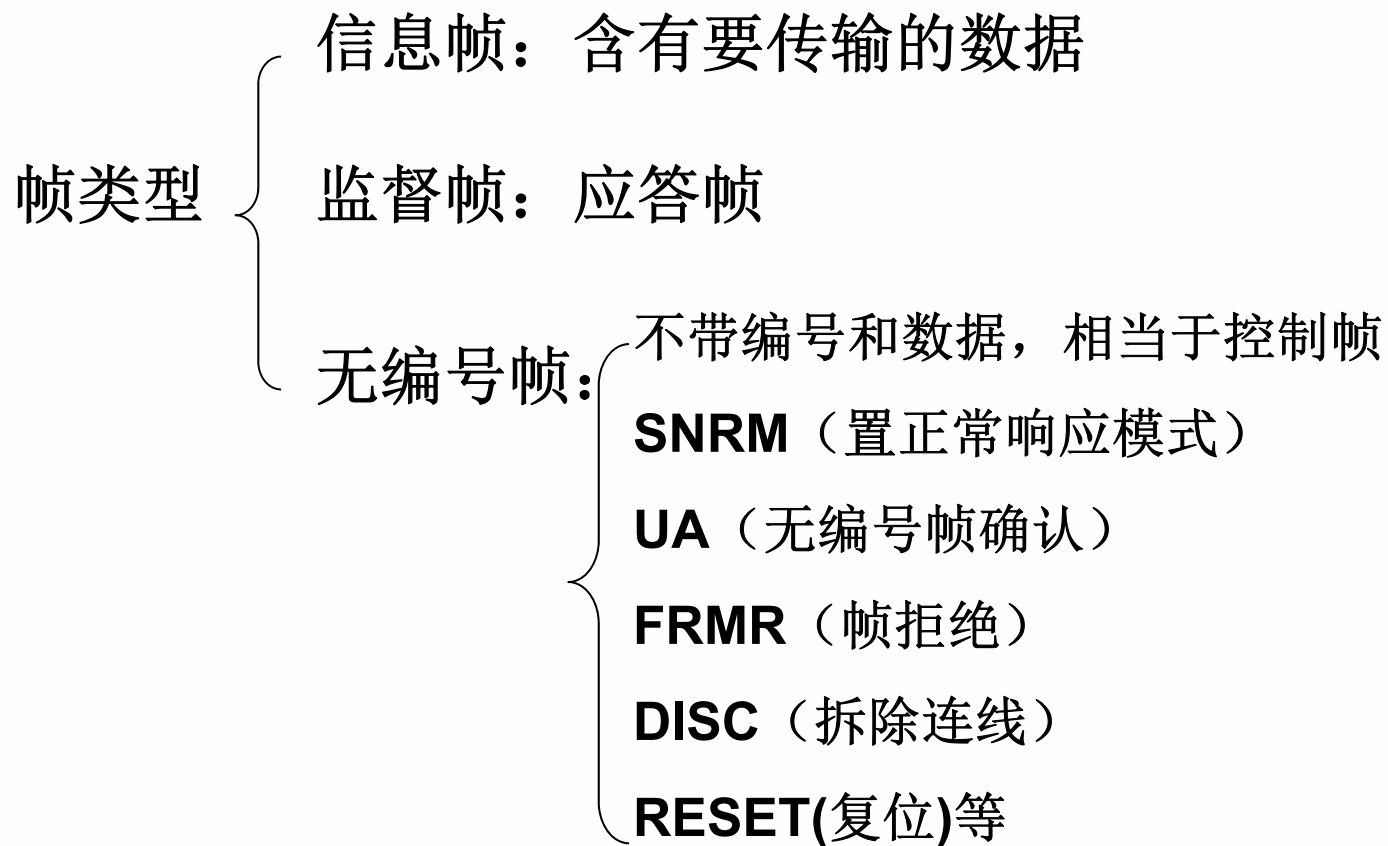 信息帧：含有要传输的数据
帧类型
监督帧：应答帧
无编号帧：
不带编号和数据，相当于控制帧
SNRM（置正常响应模式）
UA（无编号帧确认）
FRMR（帧拒绝）
DISC（拆除连线）
RESET(复位)等